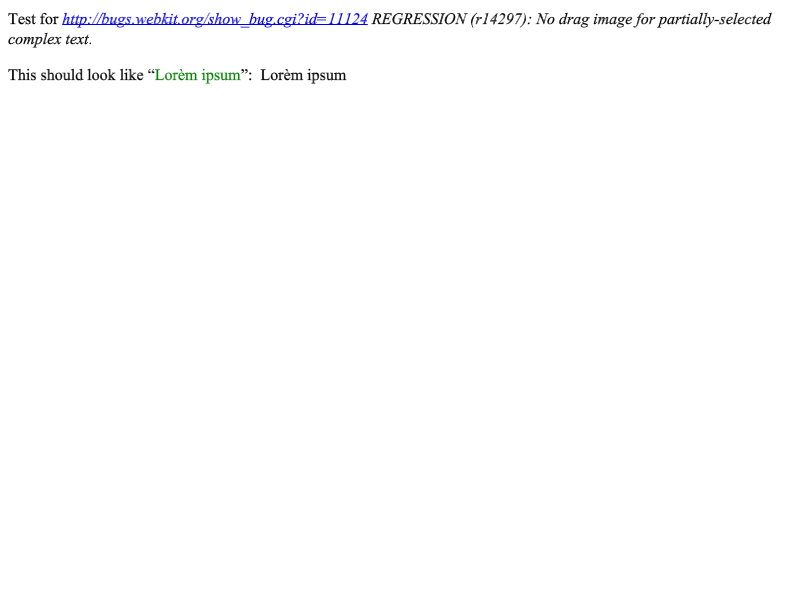 Test for http://bugs.webkit.org/show_bug.cgi?id=11124 REGRESSION (r14297): No drag image for partially-selected
complex text.
This should look like “Lorèm ipsum”:  Lorèm ipsum